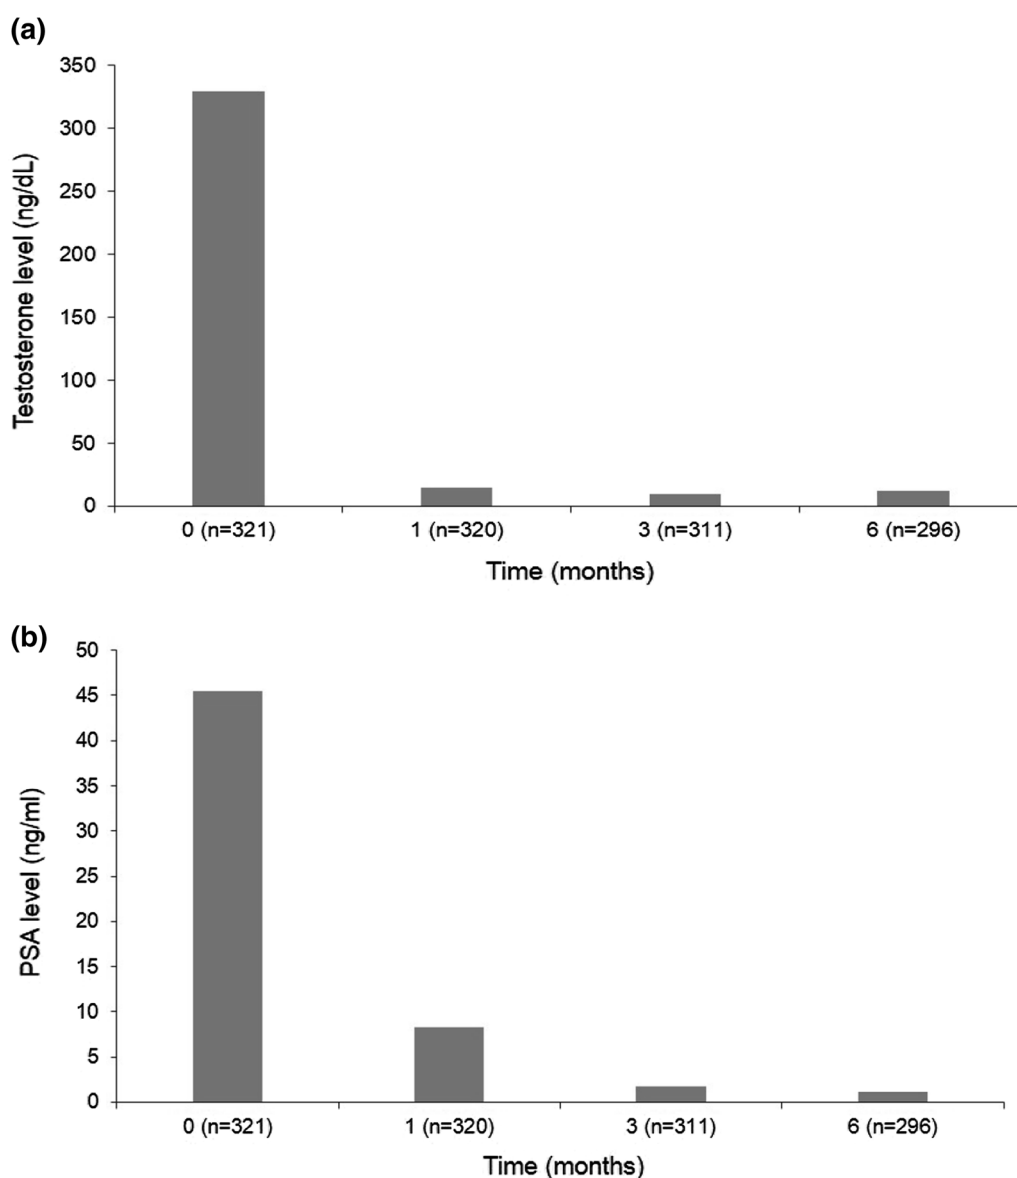 (a)
Testosterone level (ng/dL)
350
300
250
200
150
100
50
0
0 (n=321) 1 (n=320) 3 (n=311) 6 (n=296)
Time (months)
(b)
PSA level (ng/ml)
50
45
40
35
30
25
20
15
10
5
0
0 (n=321) 1 (n=320) 3 (n=311) 6 (n=296)
Time (months)